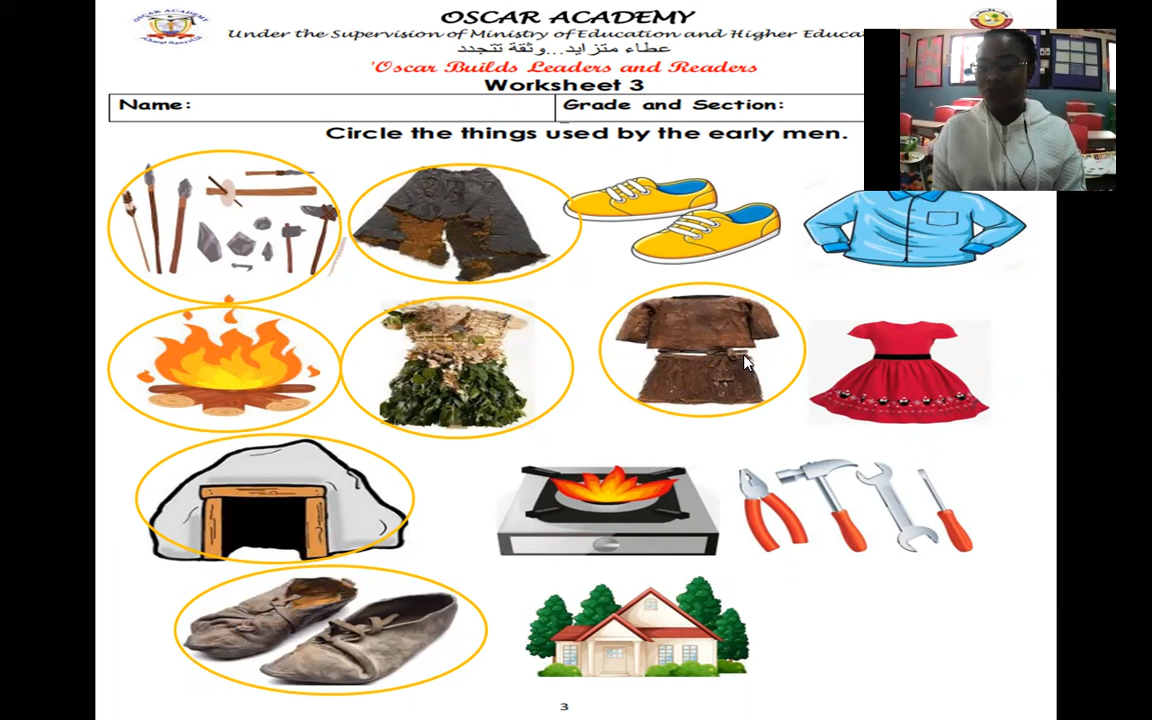 OSCAR ACADEMY
Under the Supervision of Ministry of Education and Higher Educa
عطاء متزايد...وثقة تتجدد
'Oscar Builds Leaders and Readers
Worksheet 3
Name:
Grade and Section:
Circle the things used by the early men.
3